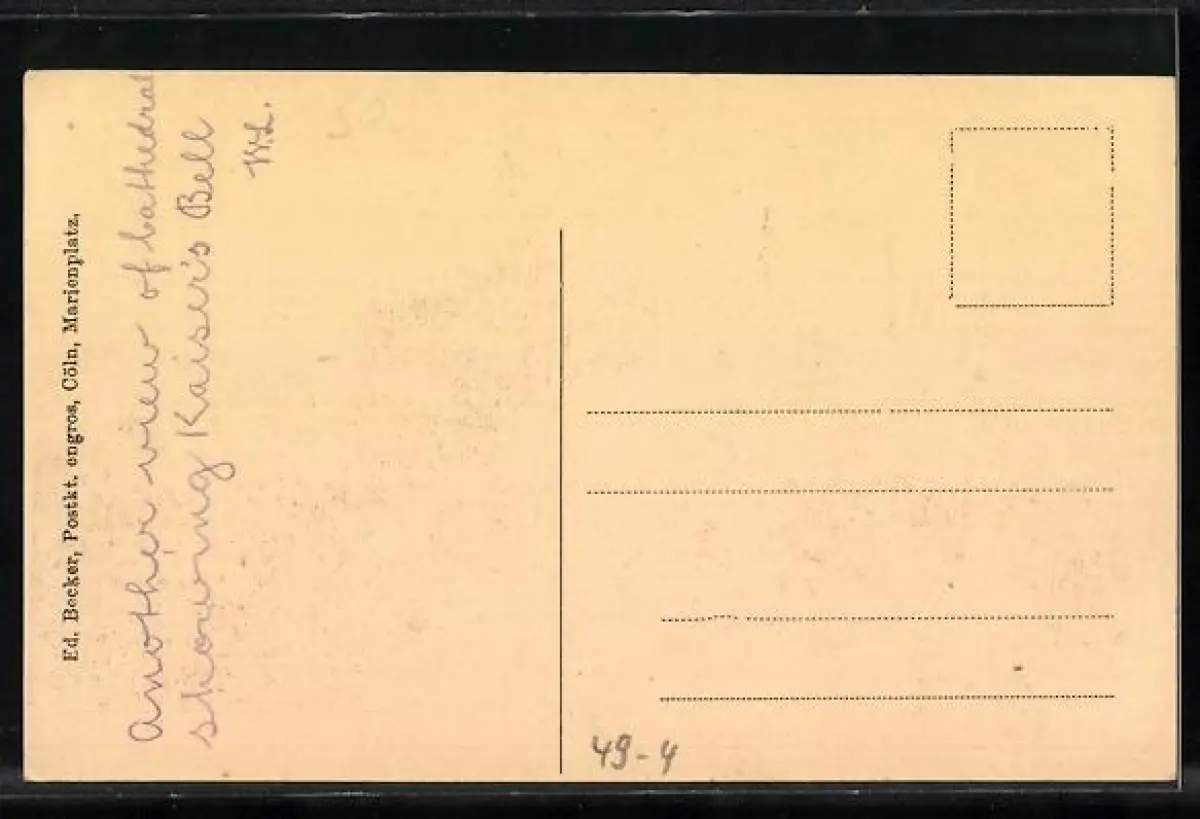 Ed. Becker, Postkt. engros, Cöln, Marienplatz.
Another view of Cathedral
showing Kaiser's Bell
W.L.
49-4